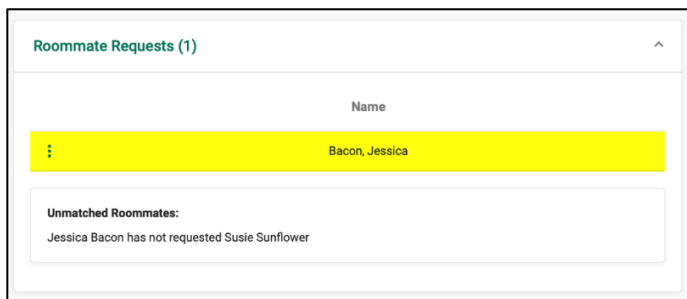 Roommate Requests (1)
Name
Bacon, Jessica
Unmatched Roommates:
Jessica Bacon has not requested Susie Sunflower